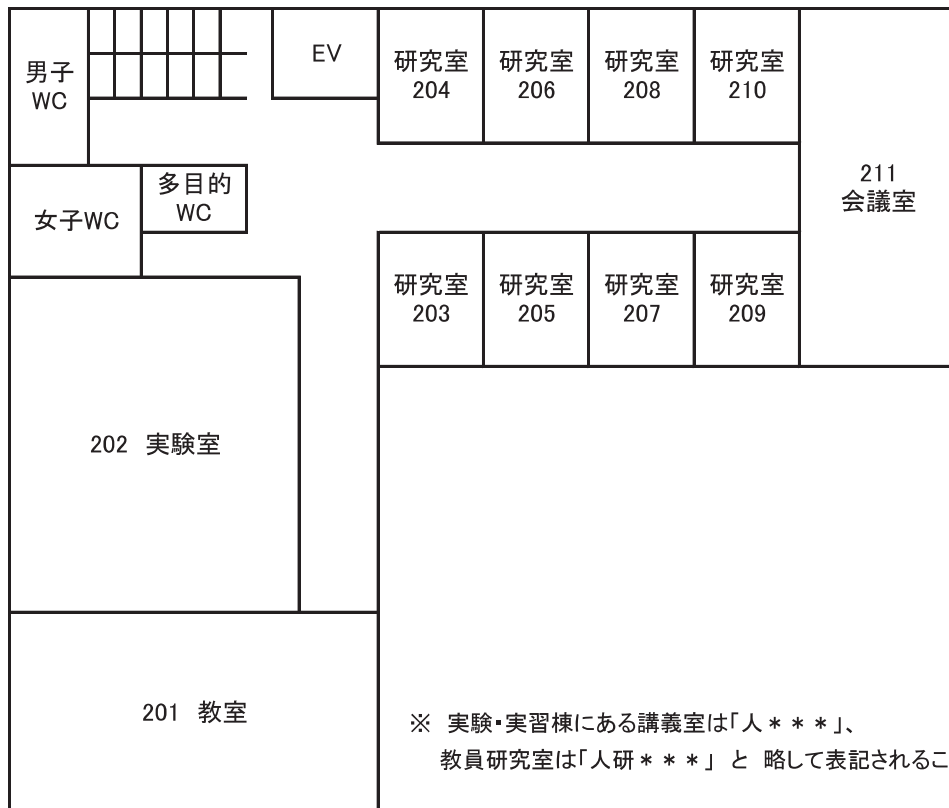 男子
WC
EV
研究室
204
研究室
206
研究室
208
研究室
210
211
会議室
女子WC
多目的
WC
研究室
203
研究室
205
研究室
207
研究室
209
202 実験室
201 教室
※ 実験・実習棟にある講義室は「人＊＊＊」、
教員研究室は「人研＊＊＊」 と 略して表記されるこ